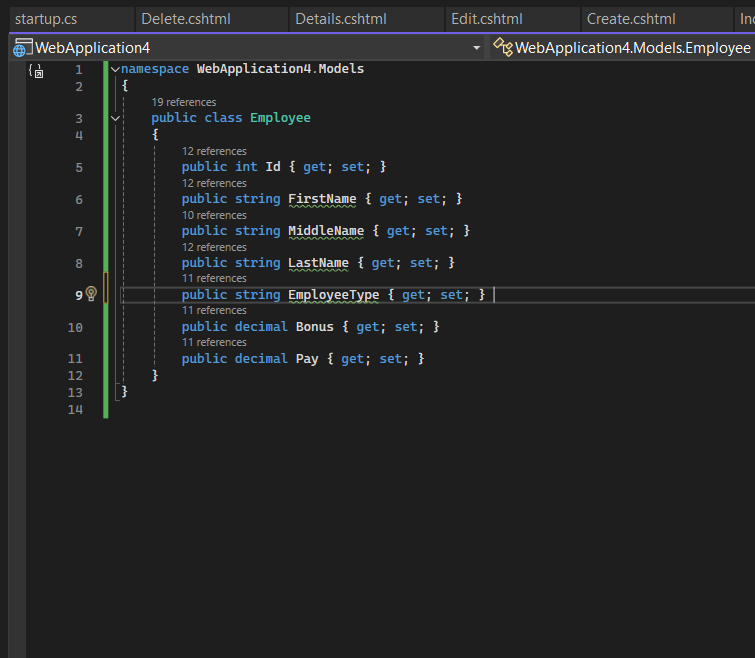 startup.cs Delete.cshtml Details.cshtml Edit.cshtml Create.cshtml
WebApplication4 WebApplication4.Models.Employee
1 namespace WebApplication4.Models
2 {
19 references
3 public class Employee
4 {
12 references
5 public int Id { get; set; }
12 references
6 public string FirstName { get; set; }
10 references
7 public string MiddleName { get; set; }
12 references
8 public string LastName { get; set; }
11 references
9 public string EmployeeType { get; set; }
11 references
10 public decimal Bonus { get; set; }
11 references
11 public decimal Pay { get; set; }
12 }
13 }
14